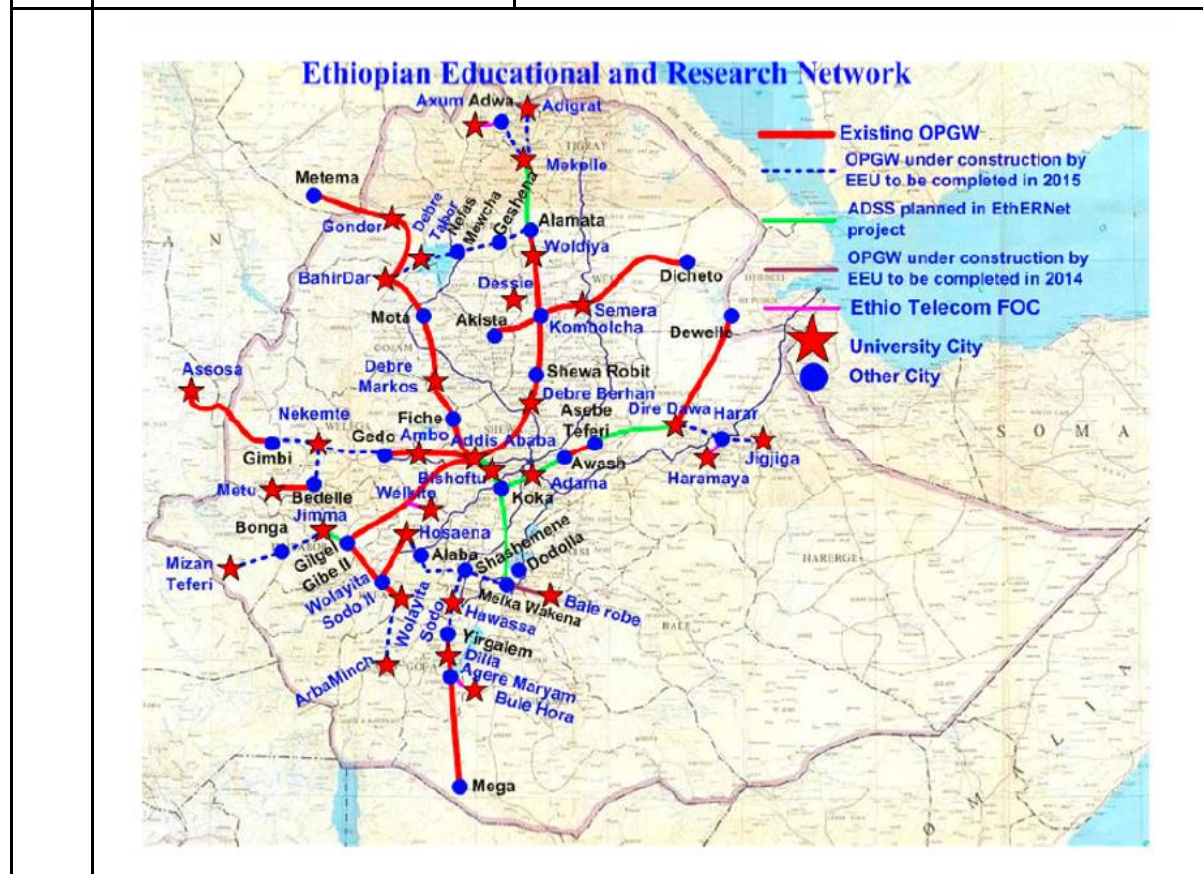 Ethiopian Educational and Research Network
Axum
Adwa
Adigrat
TIGRAY
Mekelle
Metema
Gondor
Debre
Tabor
Nefas
Mewcha
Geshena
Alamata
Woldiya
BahirDar
Dessie
Dicheto
Semera
Mota
Akista
Kombolcha
Dewelle
GOJAM
Assosa
Debre
Markos
Shewa Robit
Debre Berhan
Nekemte
Fiche
Asebe
Teferi
Dire Dawa
Harar
Gedo
Ambo
Addis Ababa
Gimbi
Awash
Jigjiga
Bishoftu
Adama
Haramaya
Metu
Bedelle
Welkite
Koka
Jimma
Bonga
Hosaena
Shashemene
Dodolla
Alaba
Mizan
Teferi
Gilgel
Gibe II
Wolayita
Sodo II
Wolayita
Sodo
Hawassa
Melka Wakena
Bale robe
Yirgalem
Dilla
ArbaMinch
Agere Maryam
Bule Hora
Mega
HARERGE
BALE
S O M A
L I A
Existing OPGW
OPGW under construction by
EEU to be completed in 2015
ADSS planned in EthERNet
project
OPGW under construction by
EEU to be completed in 2014
Ethio Telecom FOC
University City
Other City